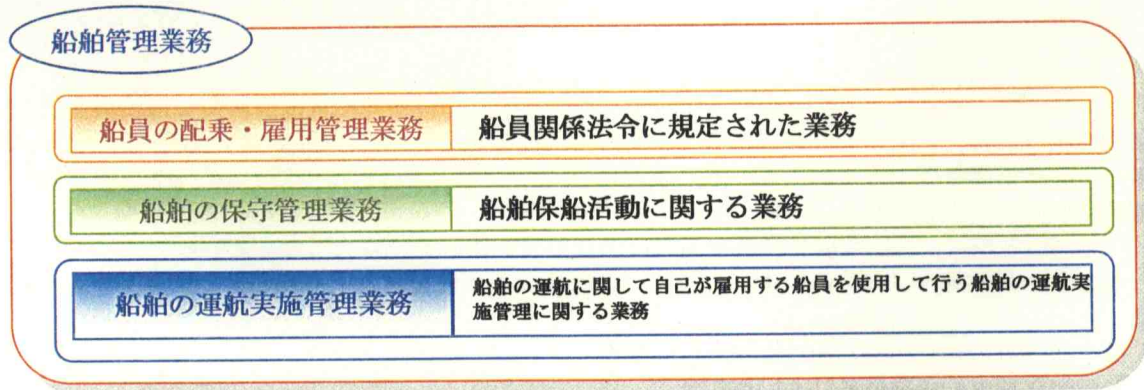 船舶管理業務
船員の配乗・雇用管理業務
船員関係法令に規定された業務
船舶の保守管理業務
船舶保船活動に関する業務
船舶の運航実施管理業務
船舶の運航に関して自己が雇用する船員を使用して行う船舶の運航実
施管理に関する業務